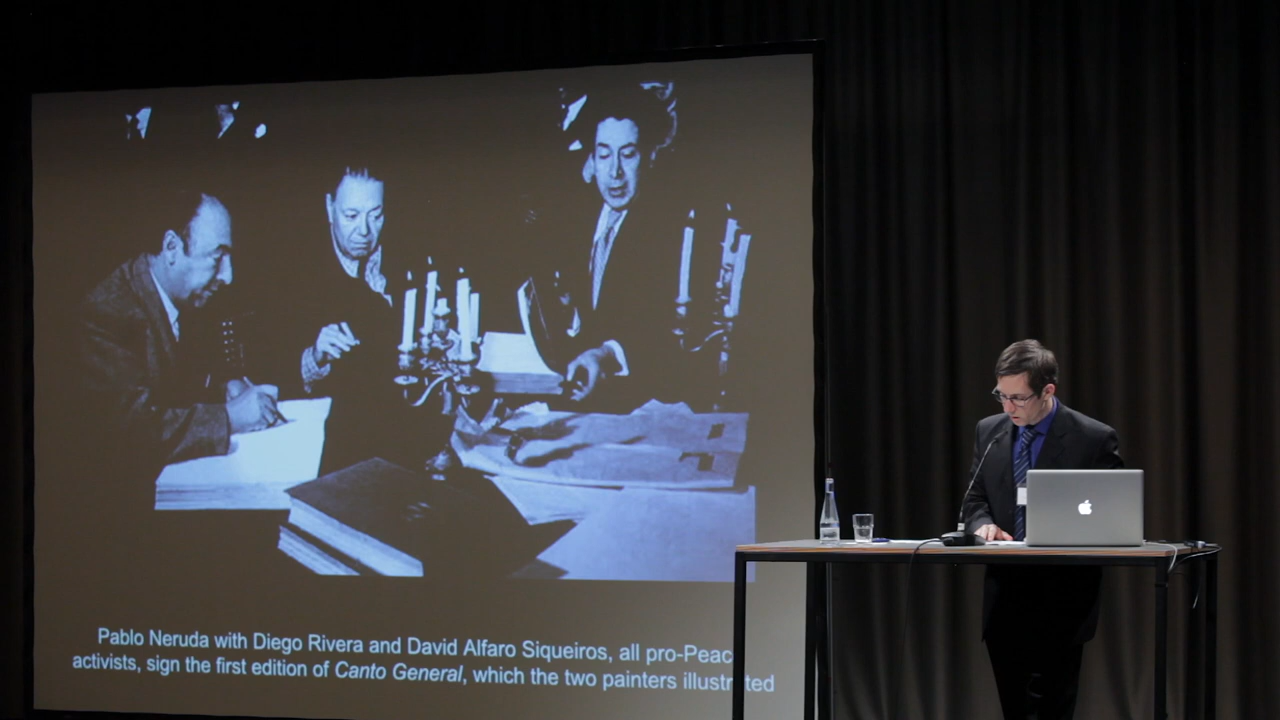 Pablo Neruda with Diego Rivera and David Alfaro Siqueiros, all pro-Peac
activists, sign the first edition of Canto General, which the two painters illustrated